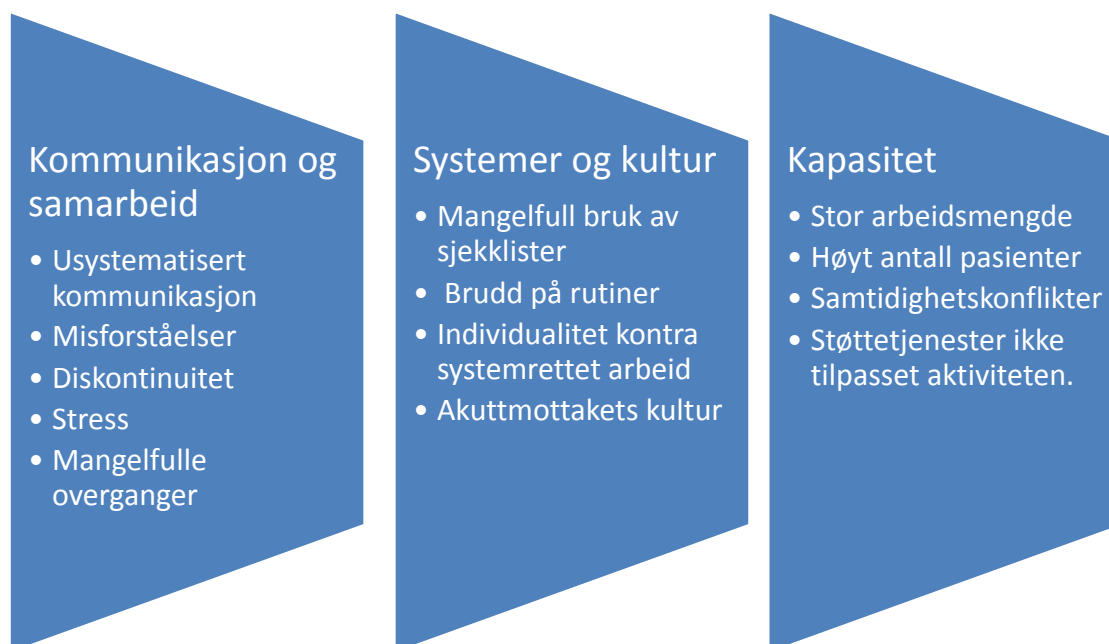 Kommunikasjon og
samarbeid
• Usystematisert
kommunikasjon
• Misforståelser
• Diskontinuitet
• Stress
• Mangelfulle
overganger
Systemer og kultur
• Mangelfull bruk av
sjekklister
• Brudd på rutiner
• Individualitet kontra
systemrettet arbeid
• Akuttmottakets kultur
Kapasitet
• Stor arbeidsmengde
• Høyt antall pasienter
• Samtidighetskonflikter
• Støttetjenester ikke
tilpasset aktiviteten.